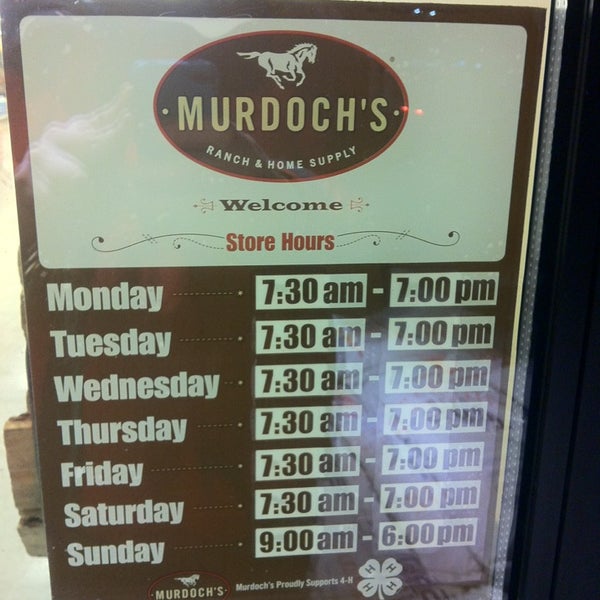 MURDOCH'S
RANCH & HOME SUPPLY
Welcome
Store Hours
Monday 7:30 am - 7:00 pm
Tuesday 7:30 am - 7:00 pm
Wednesday 7:30 am - 7:00 pm
Thursday 7:30 am - 7:00 pm
Friday 7:30 am - 7:00 pm
Saturday 7:30 am - 7:00 pm
Sunday 9:00 am - 6:00 pm
MURDOCH'S Murdoch's Proudly Supports 4-H H H H H